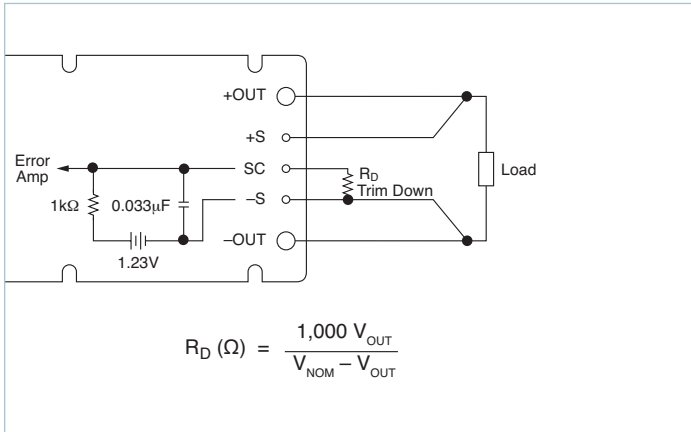 +OUT
+S
Error
Amp
SC
R_D
Trim Down
Load
1kΩ
0.033µF
–S
–OUT
1.23V
R_D (Ω) = 1,000 V_OUT / V_NOM – V_OUT